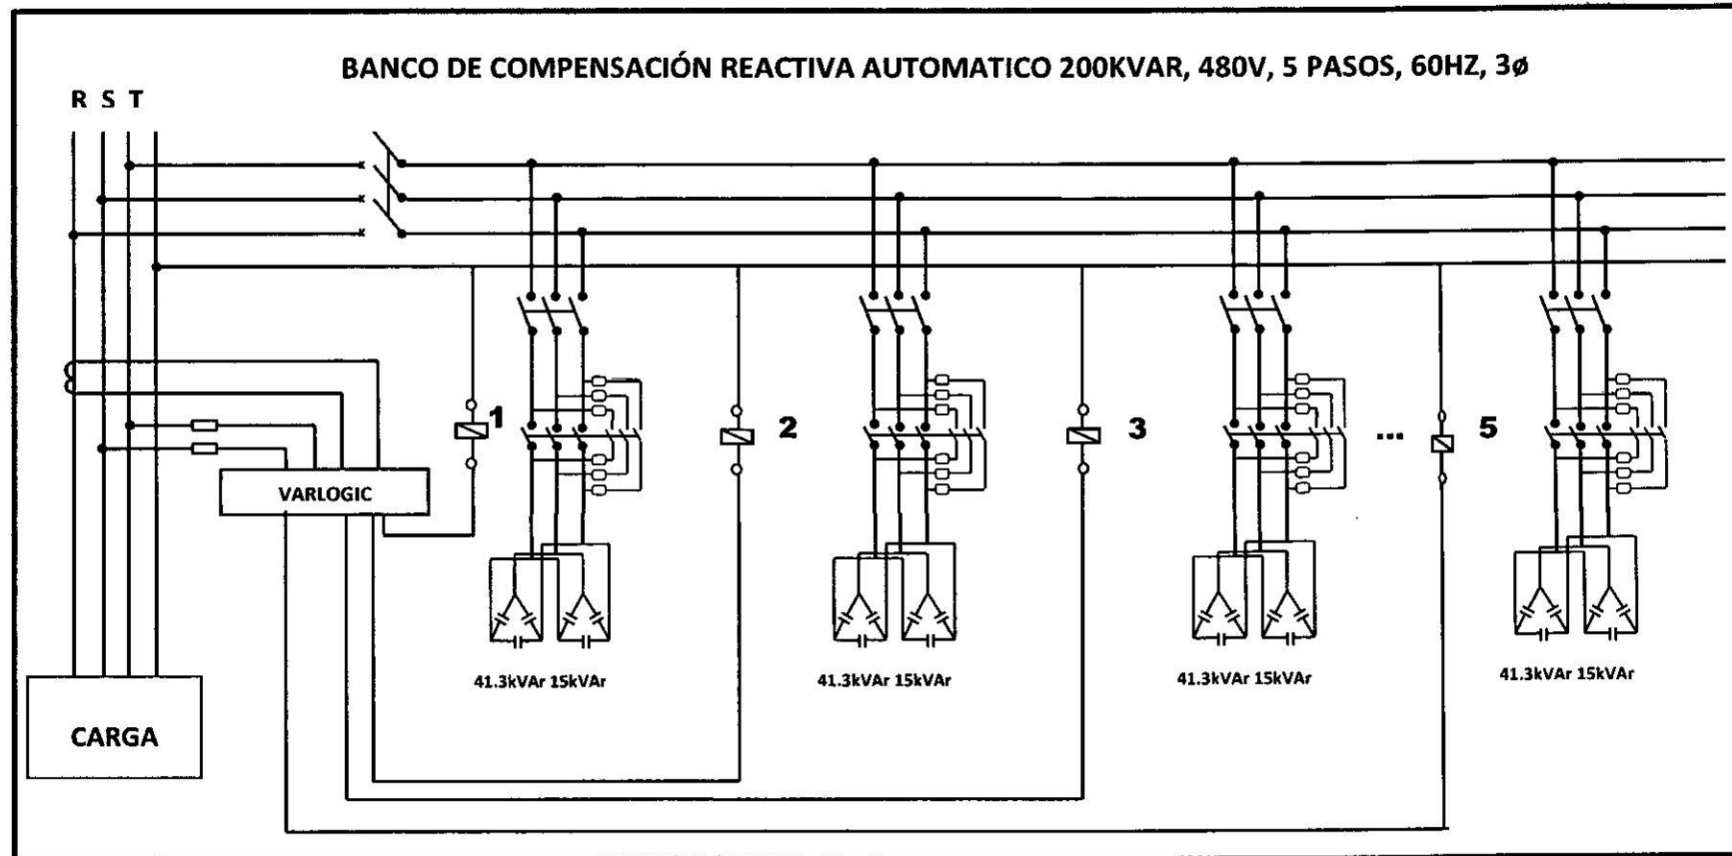 BANCO DE COMPENSACIÓN REACTIVA AUTOMATICO 200KVAR, 480V, 5 PASOS, 60HZ, 3ø
R S T
1
2
3
...
5
VARLOGIC
41.3kVAr 15kVAr
41.3kVAr 15kVAr
41.3kVAr 15kVAr
41.3kVAr 15kVAr
CARGA